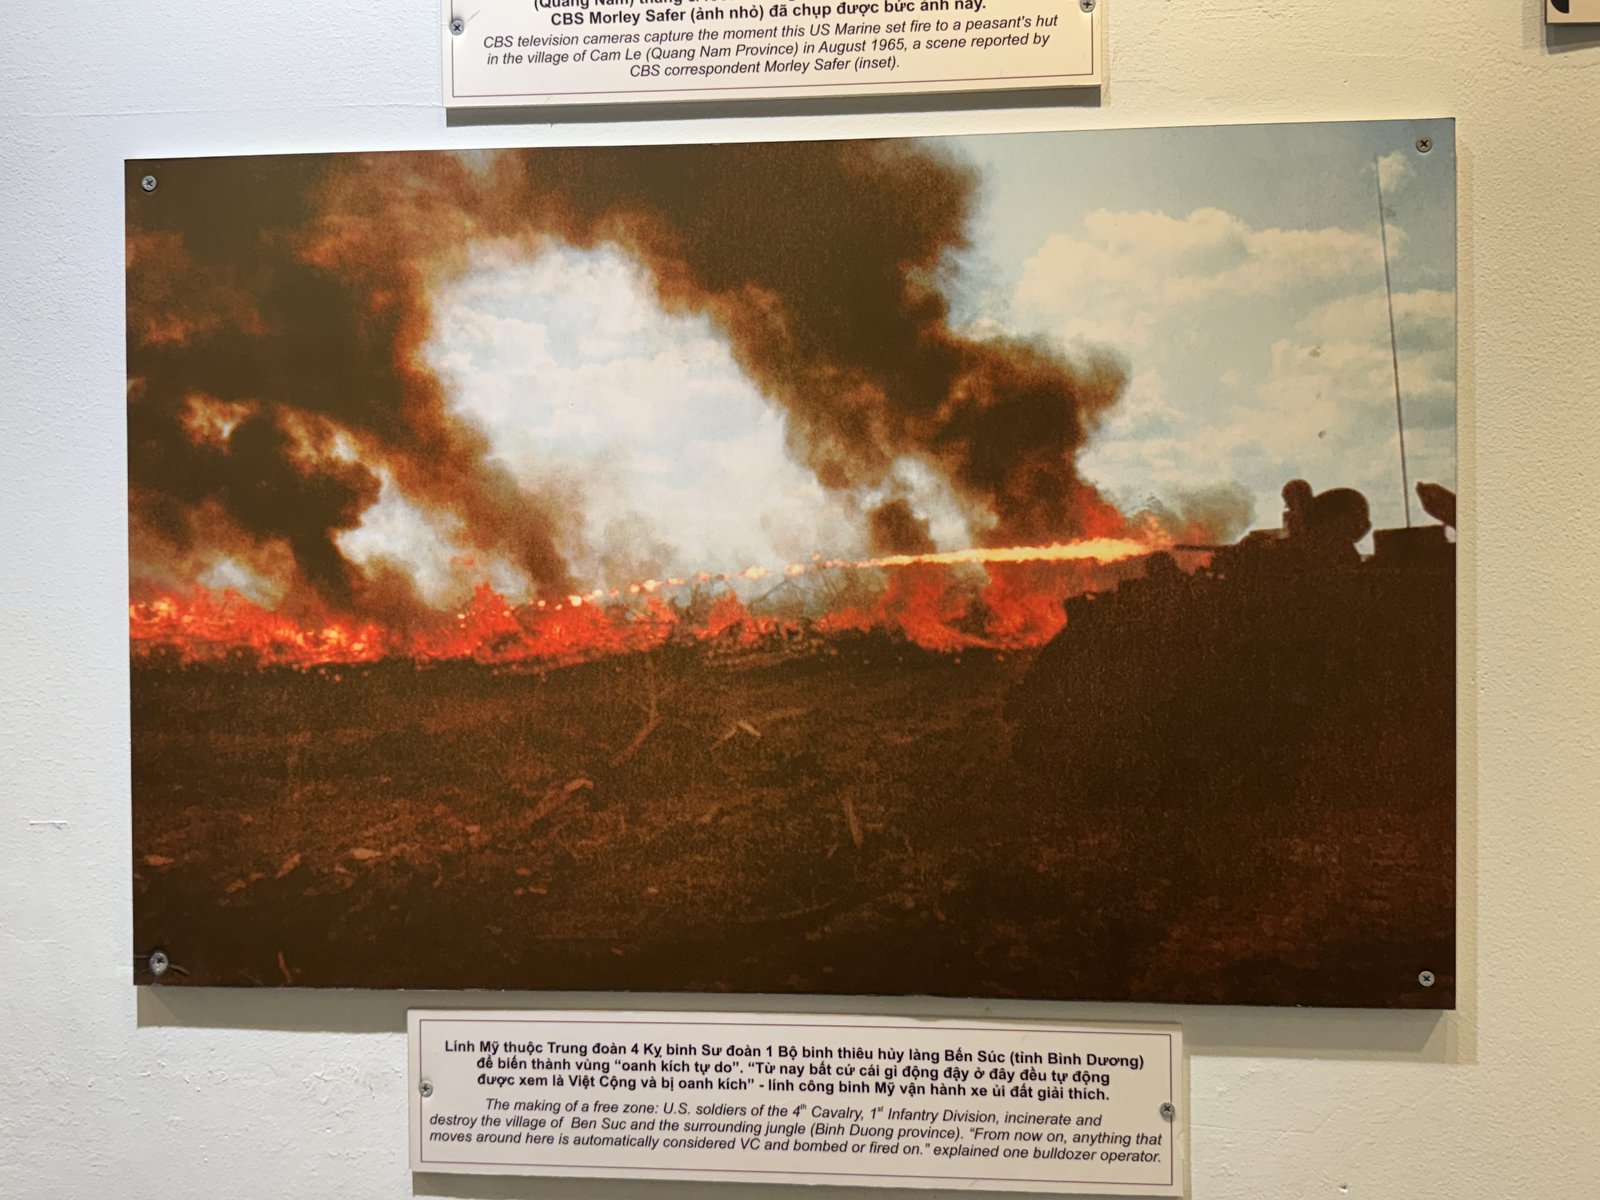 (Quảng Nam) tháng
CBS Morley Safer (ảnh nhỏ) đã chụp được bức ảnh này.
CBS television cameras capture the moment this US Marine set fire to a peasant's hut
in the village of Cam Le (Quang Nam Province) in August 1965, a scene reported by
CBS correspondent Morley Safer (inset).
Lính Mỹ thuộc Trung đoàn 4 Kỵ binh Sư đoàn 1 Bộ binh thiêu hủy làng Bến Súc (tỉnh Bình Dương)
để biến thành vùng “oanh kích tự do”. “Từ nay bất cứ cái gì động đậy ở đây đều tự động
được xem là Việt Cộng và bị oanh kích” - lính công binh Mỹ vận hành xe ủi đất giải thích.
The making of a free zone: U.S. soldiers of the 4th Cavalry, 1st Infantry Division, incinerate and
destroy the village of Ben Suc and the surrounding jungle (Binh Duong province). “From now on, anything that
moves around here is automatically considered VC and bombed or fired on.” explained one bulldozer operator.